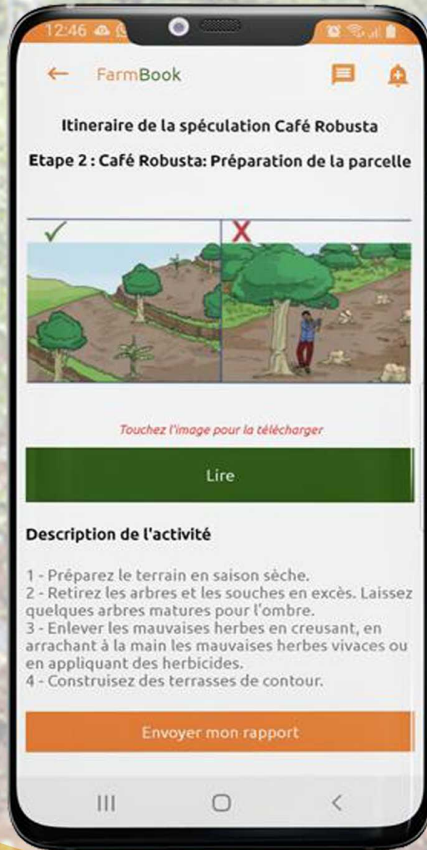 12:46
FarmBook
Itineraire de la spéculation Café Robusta
Etape 2 : Café Robusta: Préparation de la parcelle
Touchez l'image pour la télécharger
Lire
Description de l'activité
1 - Préparez le terrain en saison sèche.
2 - Retirez les arbres et les souches en excès. Laissez
quelques arbres matures pour l'ombre.
3 - Enlever les mauvaises herbes en creusant, en
arrachant à la main les mauvaises herbes vivaces ou
en appliquant des herbicides.
4 - Construisez des terrasses de contour.
Envoyer mon rapport